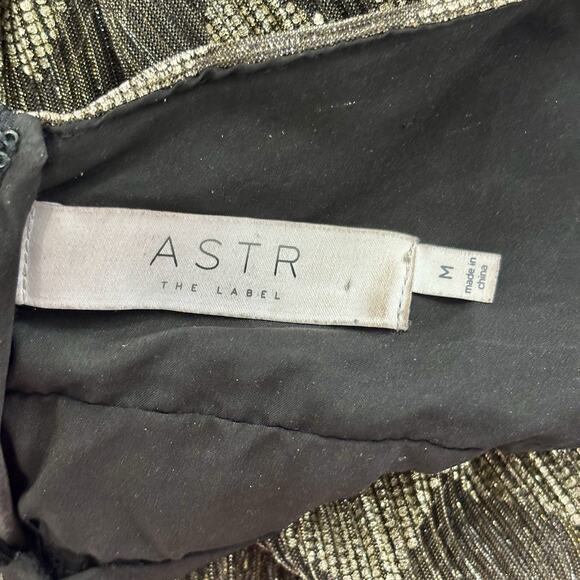 ASTR
THE LABEL
M
made in
china